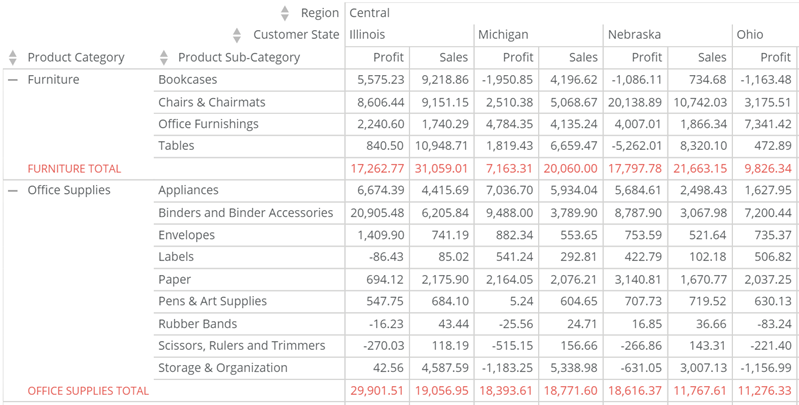 Region Central
Customer State Illinois Michigan Nebraska Ohio
Product Category Product Sub-Category Profit Sales Profit Sales Profit Sales Profit
— Furniture Bookcases 5,575.23 9,218.86 -1,950.85 4,196.62 -1,086.11 734.68 -1,163.48
Chairs & Chairmats 8,606.44 9,151.15 2,510.38 5,068.67 20,138.89 10,742.03 3,175.51
Office Furnishings 2,240.60 1,740.29 4,784.35 4,135.24 4,007.01 1,866.34 7,341.42
Tables 840.50 10,948.71 1,819.43 6,659.47 -5,262.01 8,320.10 472.89
FURNITURE TOTAL 17,262.77 31,059.01 7,163.31 20,060.00 17,797.78 21,663.15 9,826.34
— Office Supplies Appliances 6,674.39 4,415.69 7,036.70 5,934.04 5,684.61 2,498.43 1,627.95
Binders and Binder Accessories 20,905.48 6,205.84 9,488.00 3,789.90 8,787.90 3,067.98 7,200.44
Envelopes 1,409.90 741.19 882.34 553.65 753.59 521.64 735.37
Labels -86.43 85.02 541.24 292.81 422.79 102.18 506.82
Paper 694.12 2,175.90 2,164.05 2,076.21 3,140.81 1,670.77 2,037.25
Pens & Art Supplies 547.75 684.10 5.24 604.65 707.73 719.52 630.13
Rubber Bands -16.23 43.44 -25.56 24.71 16.85 36.66 -83.24
Scissors, Rulers and Trimmers -270.03 118.19 -515.15 156.66 -266.86 143.31 -221.40
Storage & Organization 42.56 4,587.59 -1,183.25 5,338.98 -631.05 3,007.13 -1,156.99
OFFICE SUPPLIES TOTAL 29,901.51 19,056.95 18,393.61 18,771.60 18,616.37 11,767.61 11,276.33